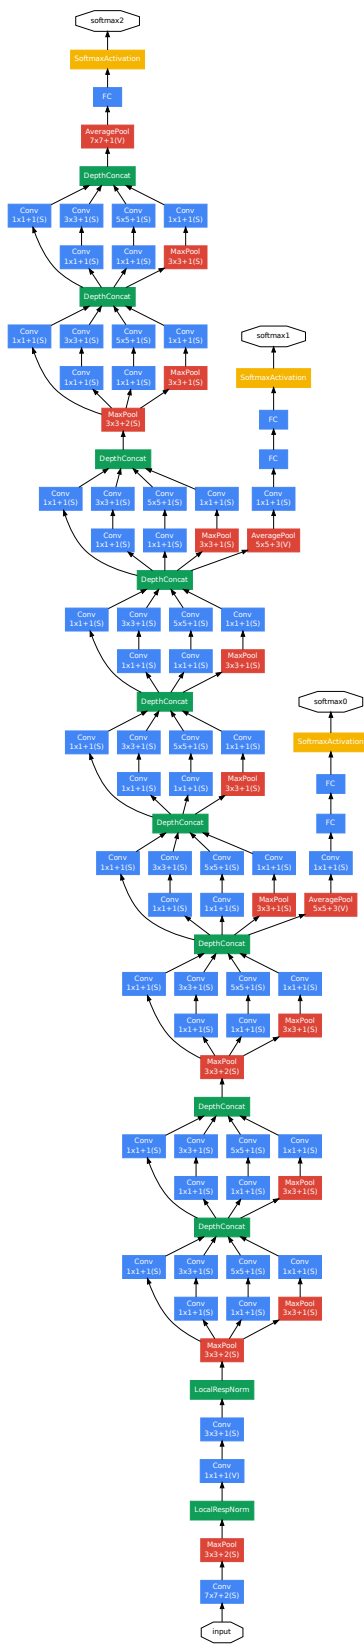 softmax2
SoftmaxActivation
FC
AveragePool
7x7+1(V)
DepthConcat
Conv Conv Conv Conv
1x1+1(S) 3x3+1(S) 5x5+1(S) 1x1+1(S)
Conv Conv MaxPool
1x1+1(S) 1x1+1(S) 3x3+1(S)
DepthConcat
Conv Conv Conv Conv
1x1+1(S) 3x3+1(S) 5x5+1(S) 1x1+1(S)
softmax1
Conv Conv MaxPool
1x1+1(S) 1x1+1(S) 3x3+1(S)
SoftmaxActivation
MaxPool
3x3+2(S)
FC
DepthConcat
FC
Conv Conv Conv Conv Conv
1x1+1(S) 3x3+1(S) 5x5+1(S) 1x1+1(S) 1x1+1(S)
Conv Conv MaxPool AveragePool
1x1+1(S) 1x1+1(S) 3x3+1(S) 5x5+3(V)
DepthConcat
Conv Conv Conv Conv
1x1+1(S) 3x3+1(S) 5x5+1(S) 1x1+1(S)
Conv Conv MaxPool
1x1+1(S) 1x1+1(S) 3x3+1(S)
DepthConcat
softmax0
Conv Conv Conv Conv
1x1+1(S) 3x3+1(S) 5x5+1(S) 1x1+1(S)
SoftmaxActivation
Conv Conv MaxPool
1x1+1(S) 1x1+1(S) 3x3+1(S)
FC
DepthConcat
FC
Conv Conv Conv Conv Conv
1x1+1(S) 3x3+1(S) 5x5+1(S) 1x1+1(S) 1x1+1(S)
Conv Conv MaxPool AveragePool
1x1+1(S) 1x1+1(S) 3x3+1(S) 5x5+3(V)
DepthConcat
Conv Conv Conv Conv
1x1+1(S) 3x3+1(S) 5x5+1(S) 1x1+1(S)
Conv Conv MaxPool
1x1+1(S) 1x1+1(S) 3x3+1(S)
MaxPool
3x3+2(S)
DepthConcat
Conv Conv Conv Conv
1x1+1(S) 3x3+1(S) 5x5+1(S) 1x1+1(S)
Conv Conv MaxPool
1x1+1(S) 1x1+1(S) 3x3+1(S)
DepthConcat
Conv Conv Conv Conv
1x1+1(S) 3x3+1(S) 5x5+1(S) 1x1+1(S)
Conv Conv MaxPool
1x1+1(S) 1x1+1(S) 3x3+1(S)
MaxPool
3x3+2(S)
LocalRespNorm
Conv
3x3+1(S)
Conv
1x1+1(V)
LocalRespNorm
MaxPool
3x3+2(S)
Conv
7x7+2(S)
input